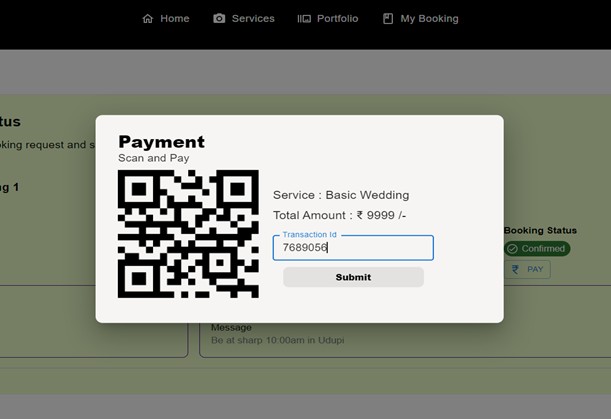 Home Services Portfolio My Booking
tus
oking request and s
ng 1
Payment
Scan and Pay
Service : Basic Wedding
Total Amount : ₹ 9999 /-
Transaction Id
7689056
Submit
Booking Status
Confirmed
₹ PAY
Message
Be at sharp 10:00am in Udupi